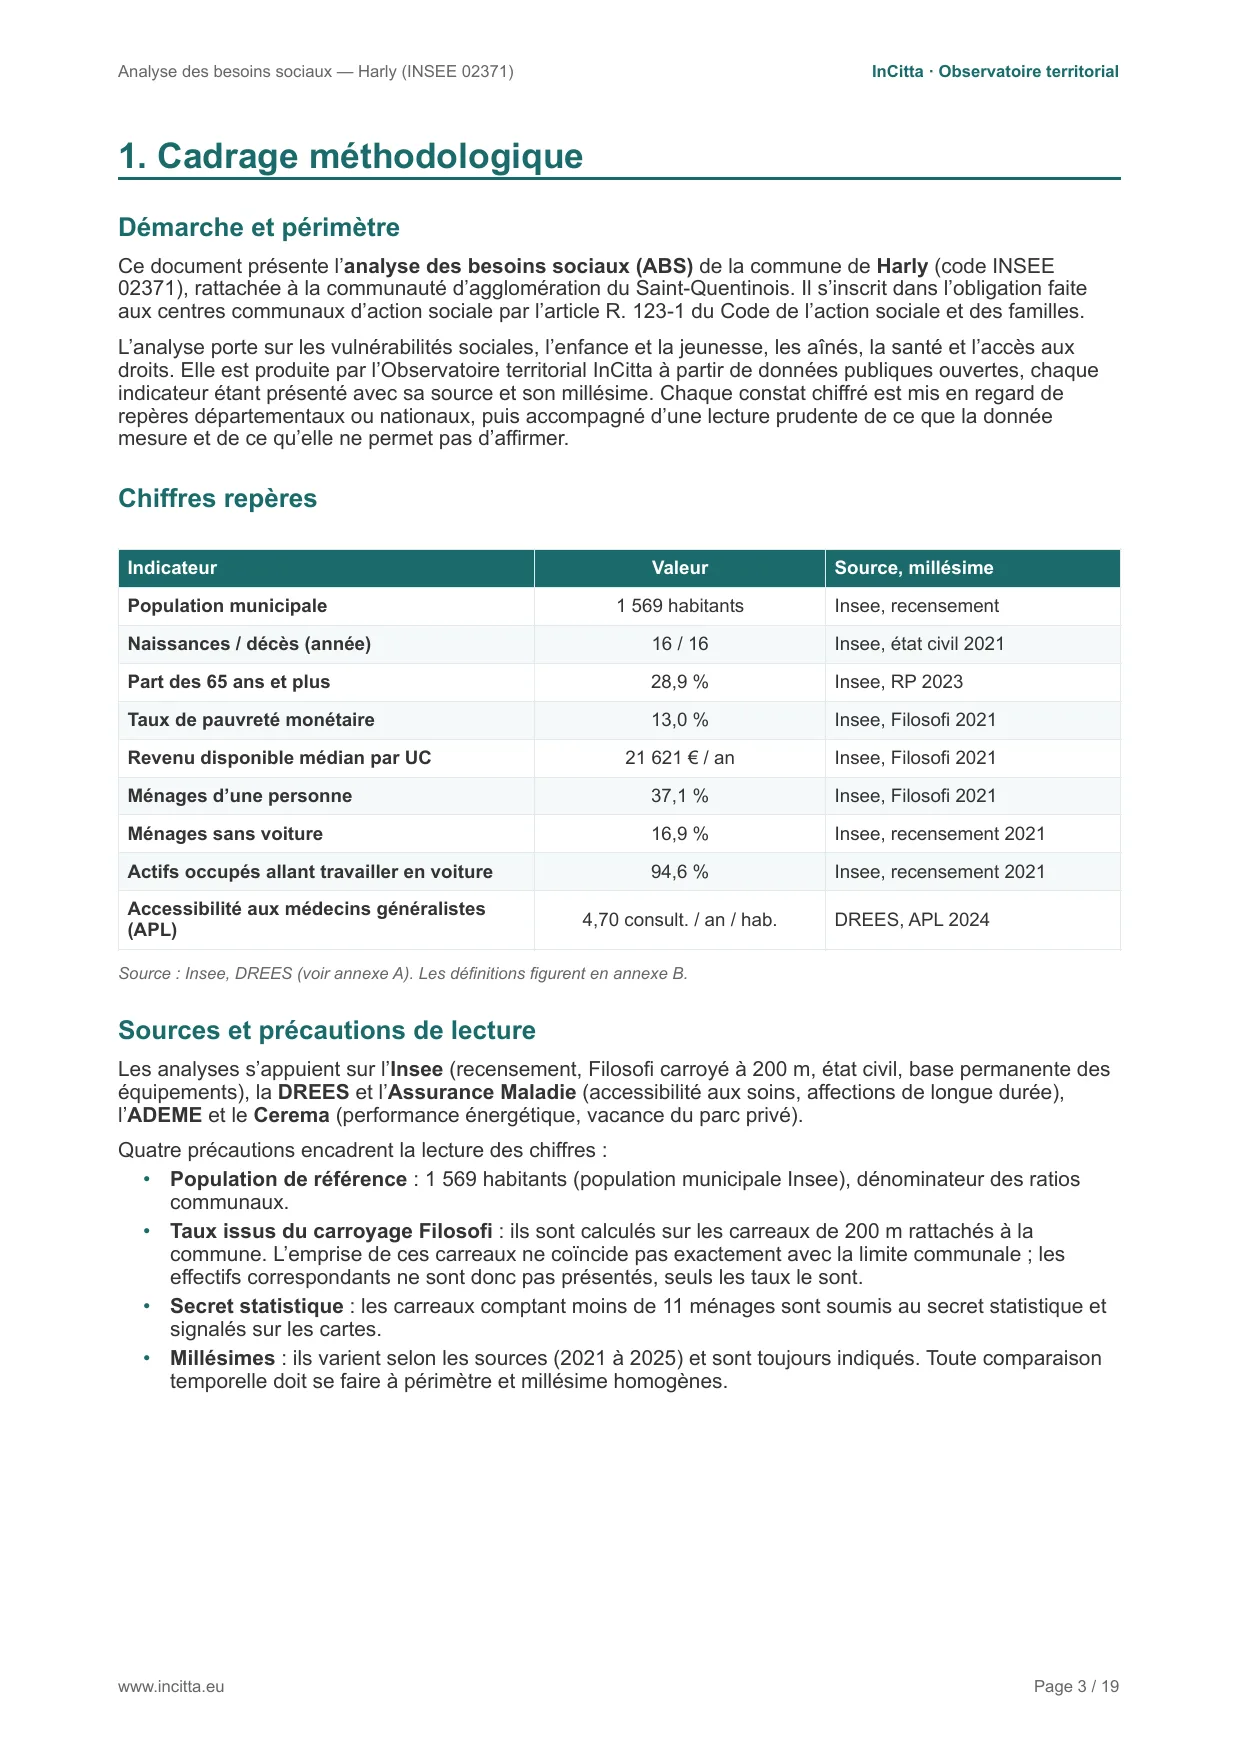 Analyse des besoins sociaux — Harly (INSEE 02371)
InCitta · Observatoire territorial
1. Cadrage méthodologique
Démarche et périmètre
Ce document présente l’analyse des besoins sociaux (ABS) de la commune de Harly (code INSEE
02371), rattachée à la communauté d’agglomération du Saint-Quentinois. Il s’inscrit dans l’obligation faite
aux centres communaux d’action sociale par l’article R. 123-1 du Code de l’action sociale et des familles.
L’analyse porte sur les vulnérabilités sociales, l’enfance et la jeunesse, les aînés, la santé et l’accès aux
droits. Elle est produite par l’Observatoire territorial InCitta à partir de données publiques ouvertes, chaque
indicateur étant présenté avec sa source et son millésime. Chaque constat chiffré est mis en regard de
repères départementaux ou nationaux, puis accompagné d’une lecture prudente de ce que la donnée
mesure et de ce qu’elle ne permet pas d’affirmer.
Chiffres repères
Indicateur Valeur Source, millésime
Population municipale 1 569 habitants Insee, recensement
Naissances / décès (année) 16 / 16 Insee, état civil 2021
Part des 65 ans et plus 28,9 % Insee, RP 2023
Taux de pauvreté monétaire 13,0 % Insee, Filosofi 2021
Revenu disponible médian par UC 21 621 € / an Insee, Filosofi 2021
Ménages d’une personne 37,1 % Insee, Filosofi 2021
Ménages sans voiture 16,9 % Insee, recensement 2021
Actifs occupés allant travailler en voiture 94,6 % Insee, recensement 2021
Accessibilité aux médecins généralistes
(APL) 4,70 consult. / an / hab. DREES, APL 2024
Source : Insee, DREES (voir annexe A). Les définitions figurent en annexe B.
Sources et précautions de lecture
Les analyses s’appuient sur l’Insee (recensement, Filosofi carroyé à 200 m, état civil, base permanente des
équipements), la DREES et l’Assurance Maladie (accessibilité aux soins, affections de longue durée),
l’ADEME et le Cerema (performance énergétique, vacance du parc privé).
Quatre précautions encadrent la lecture des chiffres :
• Population de référence : 1 569 habitants (population municipale Insee), dénominateur des ratios
communaux.
• Taux issus du carroyage Filosofi : ils sont calculés sur les carreaux de 200 m rattachés à la
commune. L’emprise de ces carreaux ne coïncide pas exactement avec la limite communale ; les
effectifs correspondants ne sont donc pas présentés, seuls les taux le sont.
• Secret statistique : les carreaux comptant moins de 11 ménages sont soumis au secret statistique et
signalés sur les cartes.
• Millésimes : ils varient selon les sources (2021 à 2025) et sont toujours indiqués. Toute comparaison
temporelle doit se faire à périmètre et millésime homogènes.
www.incitta.eu
Page 3 / 19